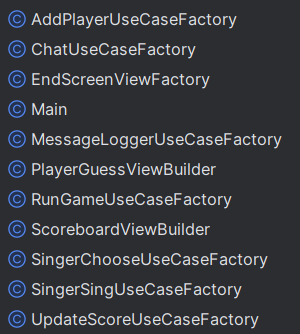 AddPlayerUseCaseFactory
ChatUseCaseFactory
EndScreenViewFactory
Main
MessageLoggerUseCaseFactory
PlayerGuessViewBuilder
RunGameUseCaseFactory
ScoreboardViewBuilder
SingerChooseUseCaseFactory
SingerSingUseCaseFactory
UpdateScoreUseCaseFactory